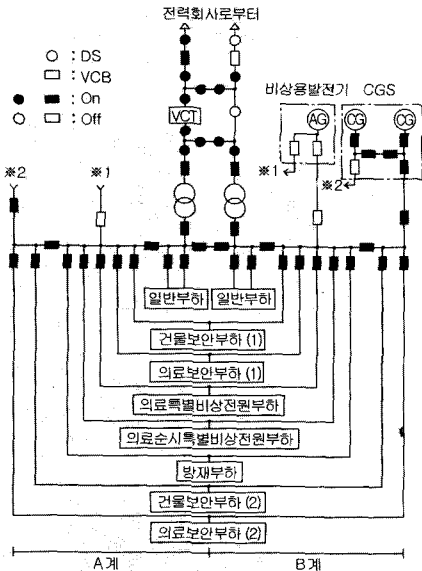 전력회사로부터
: DS
: VCB
: On
: Off
비상용발전기 CGS
VCT
AG
CG
CG
※2
※1
※1
※2
일반부하
일반부하
건물보안부하 (1)
의료보안부하 (1)
의료특별비상전원부하
의료순시특별비상전원부하
방재부하
건물보안부하 (2)
의료보안부하 (2)
A계
B계